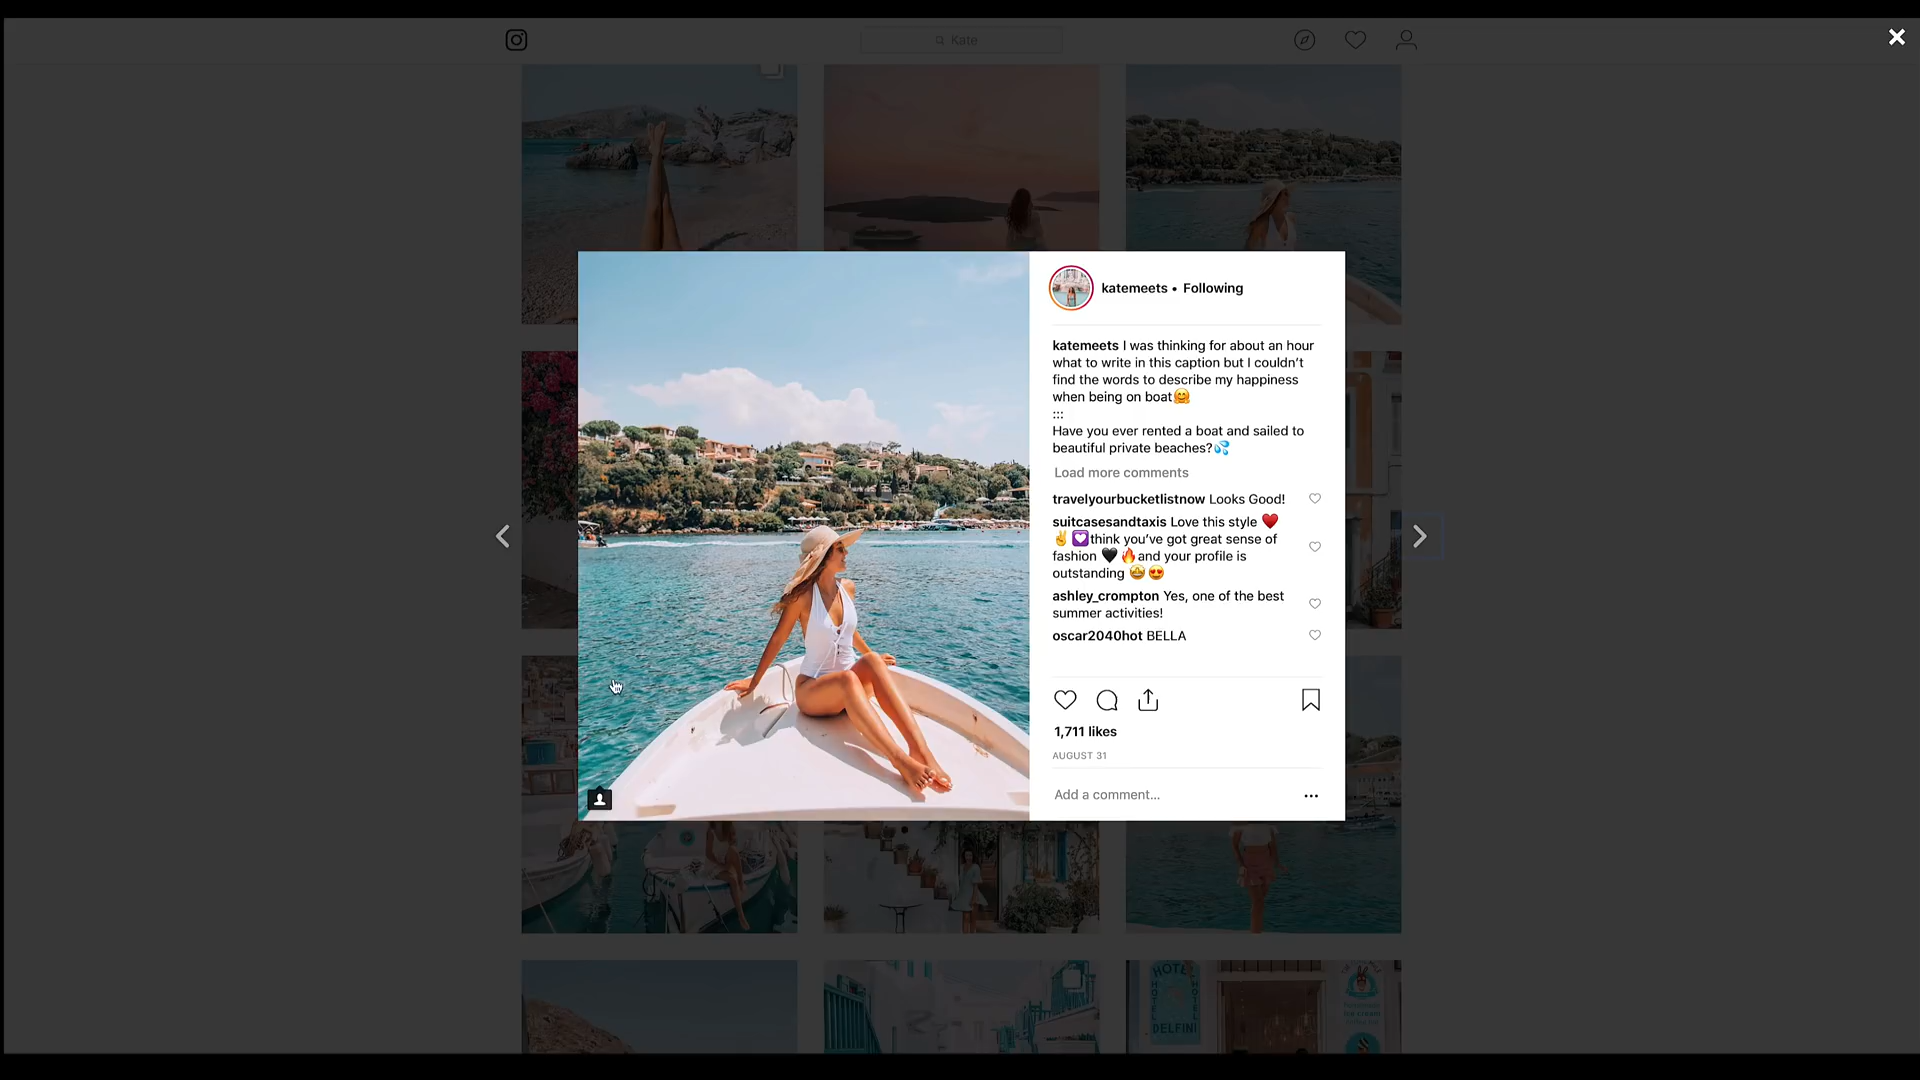 Kate
katemeets • Following
katemeets I was thinking for about an hour
what to write in this caption but I couldn't
find the words to describe my happiness
when being on boat🤗
:::
Have you ever rented a boat and sailed to
beautiful private beaches?💦
Load more comments
travelyourbucketlistnow Looks Good!
suitcasesandtaxis Love this style ♥️
✌️💟think you've got great sense of
fashion 🖤🔥and your profile is
outstanding 🤩😍
ashley_crompton Yes, one of the best
summer activities!
oscar2040hot BELLA
1,711 likes
AUGUST 31
Add a comment...
HOTEL
DELFINI